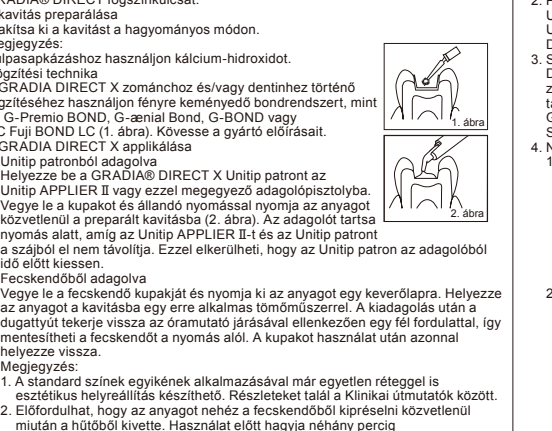 GRADIA® DIRECT fogszínkulcsát.
kavitás preparálása
akítsa ki a kavitást a hagyományos módon.
egjegyzés:
ulpasapkázáshoz használjon kálcium-hidroxidot.
ögzítési technika
GRADIA DIRECT X zománchoz és/vagy dentinhez történő
gzítéséhez használjon fényre keményedő bondrendszert, mint
G-Premio BOND, G-ænial Bond, G-BOND vagy
C Fuji BOND LC (1. ábra). Kövesse a gyártó előírásait.
1. ábra
GRADIA DIRECT X applikálása
Unitip patronból adagolva
Helyezze be a GRADIA® DIRECT X Unitip patront az
Unitip APPLIER II vagy ezzel megegyező adagolópisztolyba.
Vegye le a kupakot és állandó nyomással nyomja az anyagot
közvetlenül a preparált kavitásba (2. ábra). Az adagolót tartsa
nyomás alatt, amíg az Unitip APPLIER II-t és az Unitip patront
2. ábra
a szájból el nem távolítja. Ezzel elkerülheti, hogy az Unitip patron az adagolóból
idő előtt kiessen.
Fecskendőből adagolva
Vegye le a fecskendő kupakját és nyomja ki az anyagot egy keverőlapra. Helyezze
az anyagot a kavitásba egy erre alkalmas tömőműszerrel. A kiadagolás után a
dugattyút tekerje vissza az óramutató járásával ellenkezően egy fél fordulattal, így
mentesítheti a fecskendőt a nyomás alól. A kupakot használat után azonnal
helyezze vissza.
Megjegyzés:
1. A standard színek egyikének alkalmazásával már egyetlen réteggel is
esztétikus helyreállítás készíthető. Részleteket talál a Klinikai útmutatók között.
2. Előfordulhat, hogy az anyagot nehéz a fecskendőből kipréselni közvetlenül
miután a hűtőből kivette. Használat előtt hagyja néhány percig
3. S
4. N
1
2